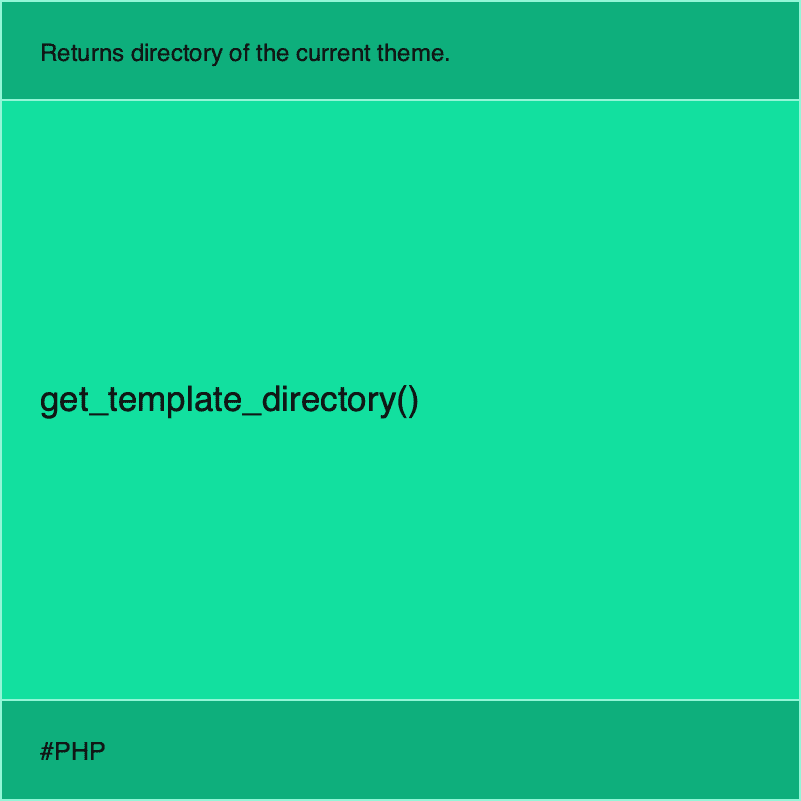 Returns directory of the current theme.
get_template_directory()
#PHP